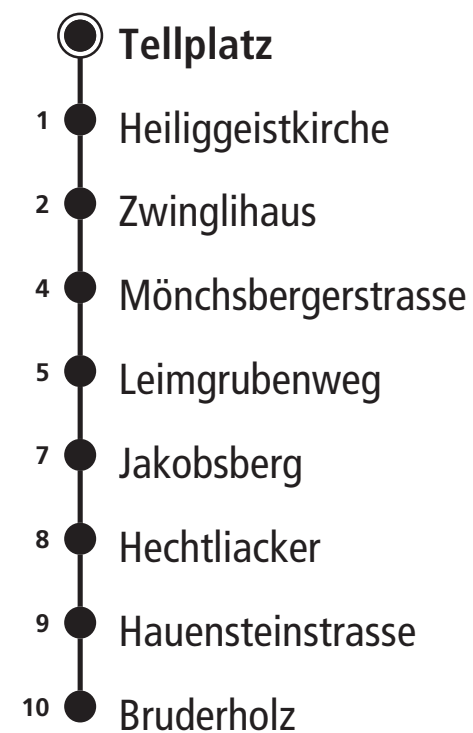 Tellplatz
1 Heiliggeistkirche
2 Zwinglihaus
4 Mönchsbergerstrasse
5 Leimgrubenweg
7 Jakobsberg
8 Hechtliacker
9 Hauensteinstrasse
10 Bruderholz